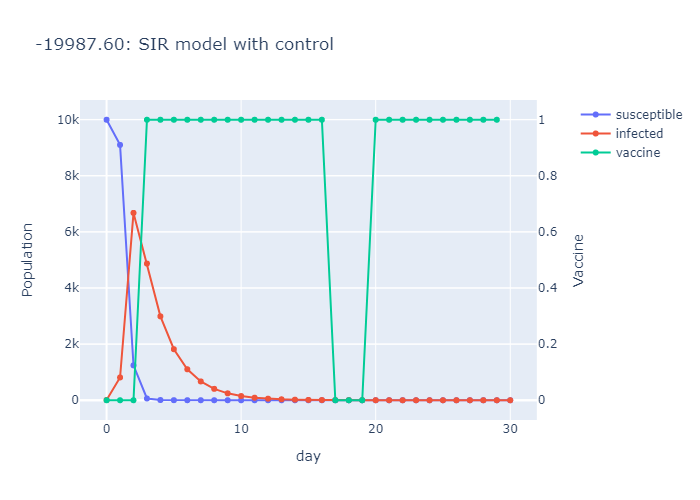 -19987.60: SIR model with control
10k
8k
6k
4k
2k
0
Population
1
0.8
0.6
0.4
0.2
0
Vaccine
0
10
20
30
day
susceptible
infected
vaccine